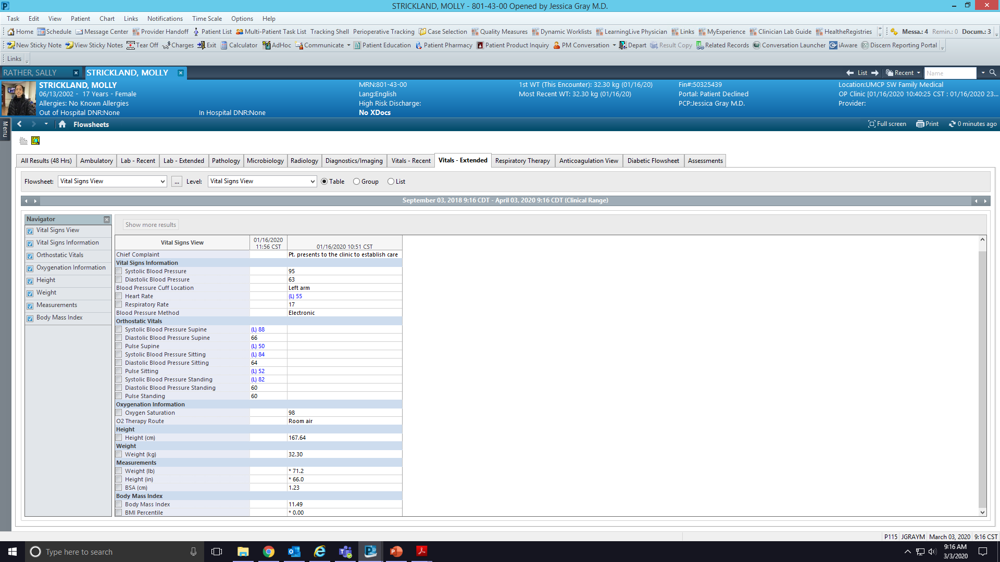 STRICKLAND, MOLLY - 801-43-00 Opened by Jessica Gray M.D.
Task Edit View Patient Chart Links Notifications Time Scale Options Help
Home Schedule Message Center Provider Handoff Patient List Multi-Patient Task List Tracking Shell Perioperative Tracking Case Selection Quality Measures Dynamic Worklists LearningLive Physician Links MyExperience Clinician Lab Guide HealtheRegistries Messa.: 4 Remin.: 0 Docum.: 3
New Sticky Note View Sticky Notes Tear Off Charges Exit Calculator AdHoc Communicate Patient Education Patient Pharmacy Patient Product Inquiry PM Conversation Depart Result Copy Related Records Conversation Launcher iAware Discern Reporting Portal
Links
RATHER, SALLY STRICKLAND, MOLLY List Recent Name
STRICKLAND, MOLLY MRN:801-43-00 1st WT (This Encounter): 32.30 kg (01/16/20) Fin#:50325439 Location:UMCP SW Family Medical
06/13/2002 - 17 Years - Female Lang:English Most Recent WT: 32.30 kg (01/16/20) Portal: Patient Declined OP Clinic [01/16/2020 10:40:25 CST : 01/16/2020 23...
Allergies: No Known Allergies High Risk Discharge: PCP:Jessica Gray M.D. Provider:
Out of Hospital DNR:None In Hospital DNR:None No XDocs
Menu
Flowsheets Full screen Print 0 minutes ago
All Results (48 Hrs) Ambulatory Lab - Recent Lab - Extended Pathology Microbiology Radiology Diagnostics/Imaging Vitals - Recent Vitals - Extended Respiratory Therapy Anticoagulation View Diabetic Flowsheet Assessments
Flowsheet: Vital Signs View ... Level: Vital Signs View Table Group List
September 03, 2018 9:16 CDT - April 03, 2020 9:16 CDT (Clinical Range)
Navigator
Vital Signs View
Vital Signs Information
Orthostatic Vitals
Oxygenation Information
Height
Weight
Measurements
Body Mass Index
Show more results
Vital Signs View 01/16/2020 11:56 CST 01/16/2020 10:51 CST
Chief Complaint Pt. presents to the clinic to establish care
Vital Signs Information
Systolic Blood Pressure 95
Diastolic Blood Pressure 63
Blood Pressure Cuff Location Left arm
Heart Rate (L) 55
Respiratory Rate 17
Blood Pressure Method Electronic
Orthostatic Vitals
Systolic Blood Pressure Supine (L) 88
Diastolic Blood Pressure Supine 66
Pulse Supine (L) 50
Systolic Blood Pressure Sitting (L) 84
Diastolic Blood Pressure Sitting 64
Pulse Sitting (L) 52
Systolic Blood Pressure Standing (L) 82
Diastolic Blood Pressure Standing 60
Pulse Standing 60
Oxygenation Information
Oxygen Saturation 98
O2 Therapy Route Room air
Height
Height (cm) 167.64
Weight
Weight (kg) 32.30
Measurements
Weight (lb) * 71.2
Height (in) * 66.0
BSA (cm) 1.23
Body Mass Index
Body Mass Index 11.49
BMI Percentile * 0.00
P115 JGRAYM March 03, 2020 9:16 CST
Type here to search
9:16 AM
3/3/2020